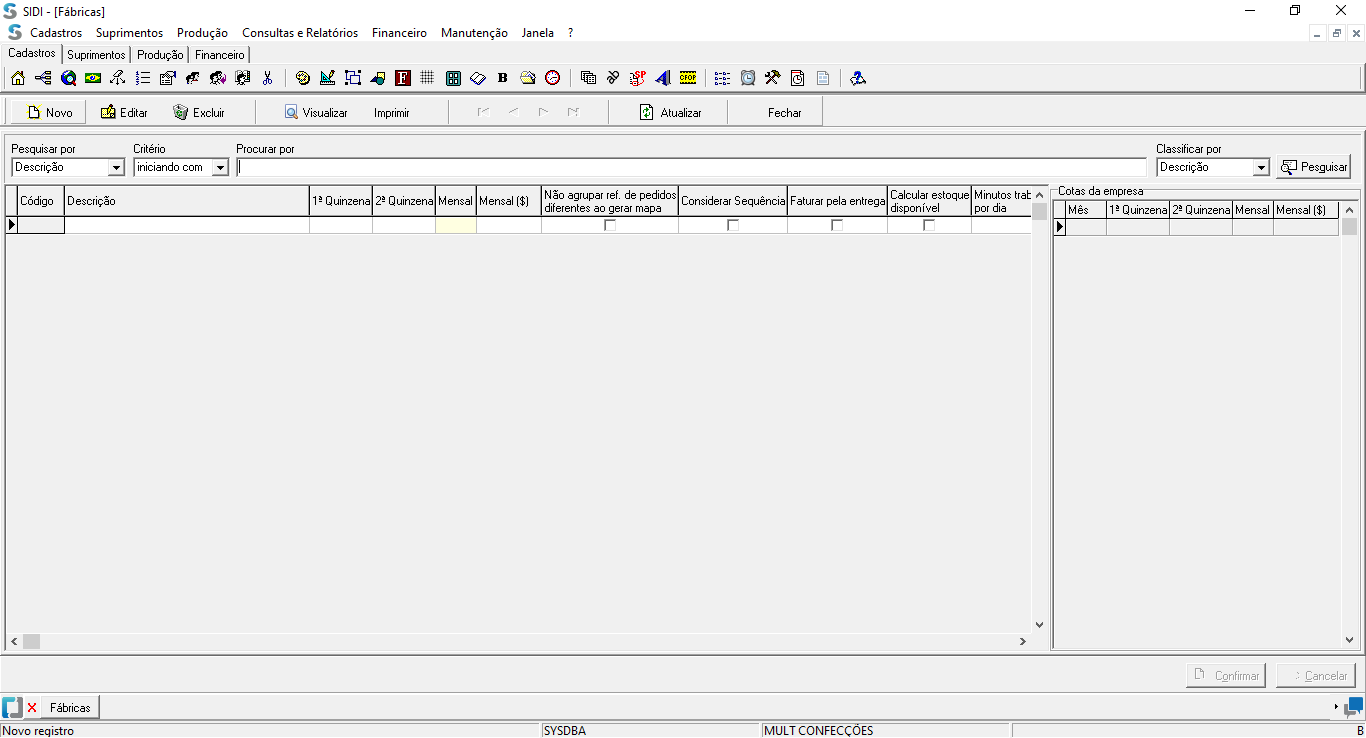 SIDI - [Fábricas]
Cadastros Suprimentos Produção Consultas e Relatórios Financeiro Manutenção Janela ?
Cadastros Suprimentos Produção Financeiro
F B SP CFOP
Novo Editar Excluir Visualizar Imprimir Atualizar Fechar
Pesquisar por Critério Procurar por Classificar por
Descrição iniciando com Descrição Pesquisar
Cotas da empresa
Código Descrição 1ª Quinzena 2ª Quinzena Mensal Mensal ($) Não agrupar ref. de pedidos Considerar Sequência Faturar pela entrega Calcular estoque Minutos trab
diferentes ao gerar mapa disponível por dia
Mês 1ª Quinzena 2ª Quinzena Mensal Mensal ($)
Confirmar Cancelar
Fábricas
Novo registro SYSDBA MULT CONFECÇÕES B